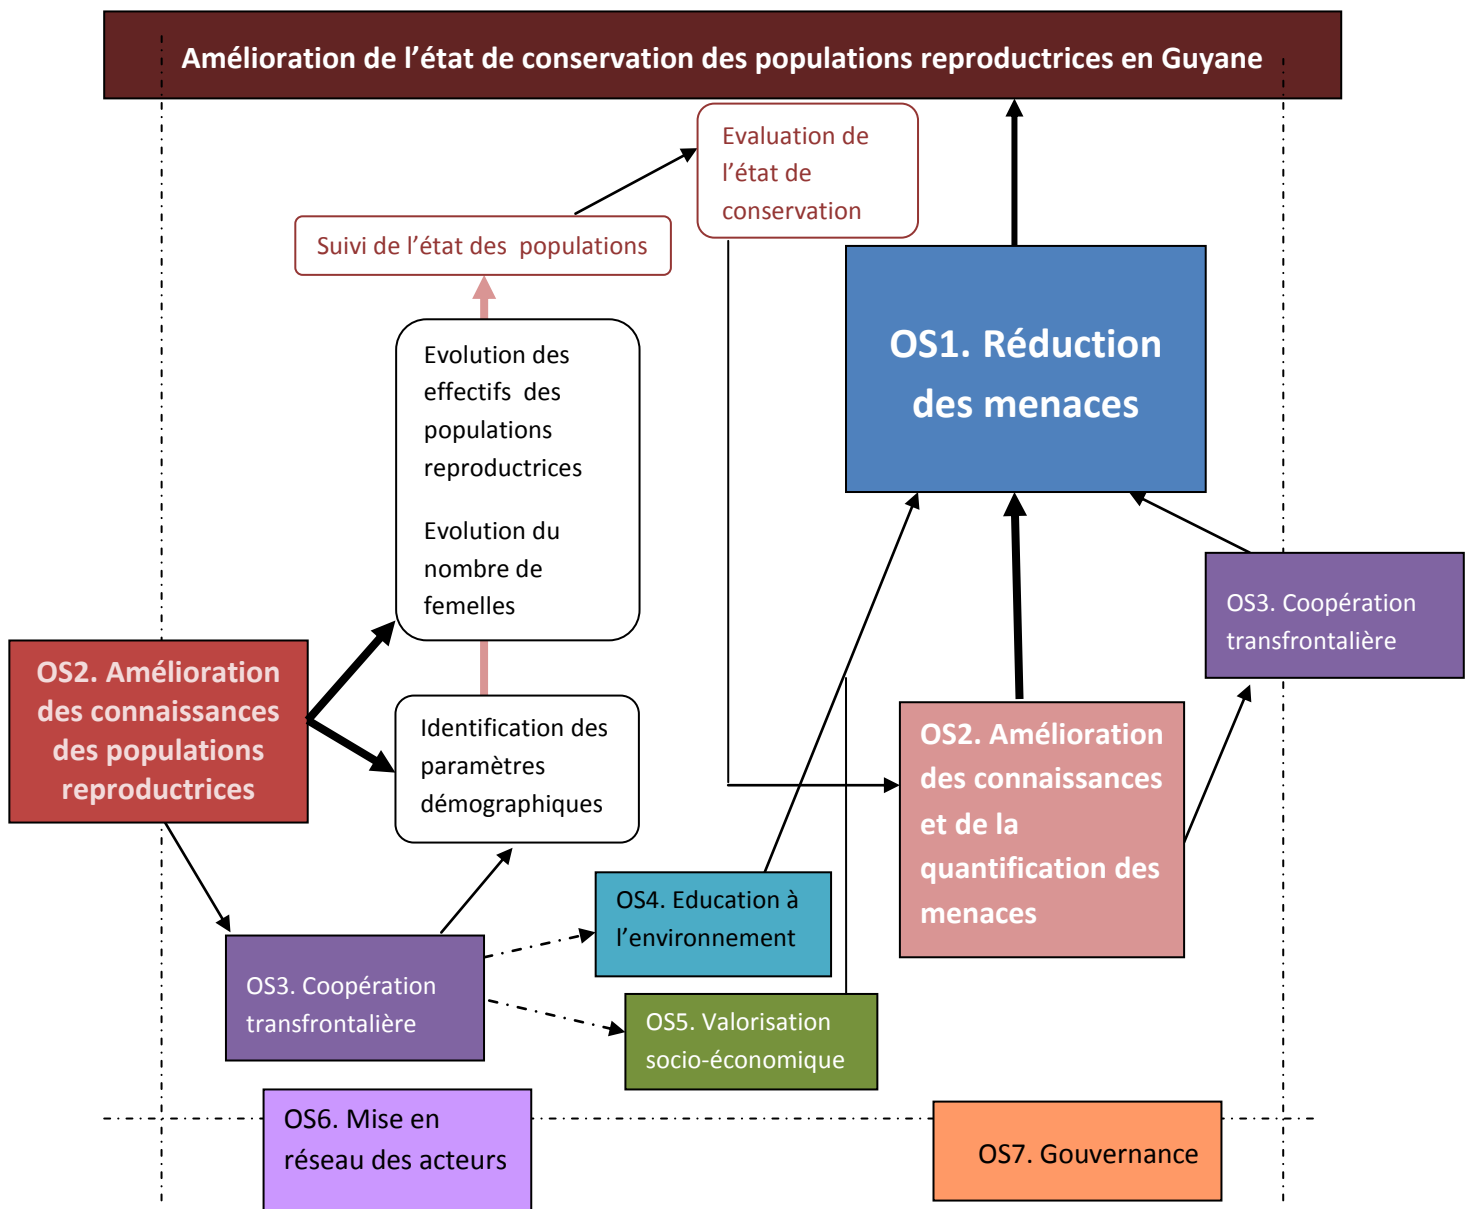 Amélioration de l’état de conservation des populations reproductrices en Guyane
Evaluation de
l’état de
conservation
Suivi de l’état des  populations
Evolution des
effectifs  des
populations
reproductrices
Evolution du
nombre de
femelles
OS1. Réduction
des menaces
OS3. Coopération
transfrontalière
OS2. Amélioration
des connaissances
des populations
reproductrices
Identification des
paramètres
démographiques
OS2. Amélioration
des connaissances
et de la
quantification des
menaces
OS4. Education à
l’environnement
OS3. Coopération
transfrontalière
OS5. Valorisation
socio-économique
OS6. Mise en
réseau des acteurs
OS7. Gouvernance